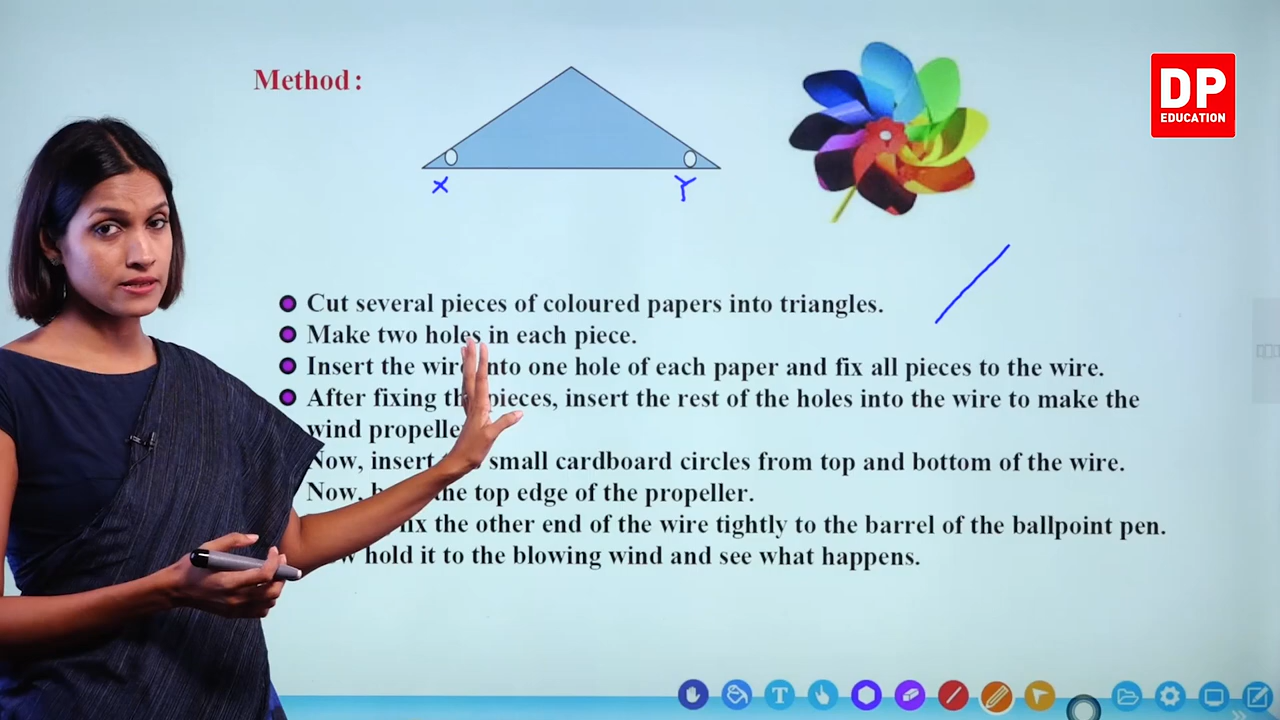 Method :
DP
EDUCATION
X
Y
Cut several pieces of coloured papers into triangles.
Make two holes in each piece.
Insert the wire into one hole of each paper and fix all pieces to the wire.
After fixing the pieces, insert the rest of the holes into the wire to make the
wind propelle
Now, insert small cardboard circles from top and bottom of the wire.
Now, the top edge of the propeller.
fix the other end of the wire tightly to the barrel of the ballpoint pen.
hold it to the blowing wind and see what happens.